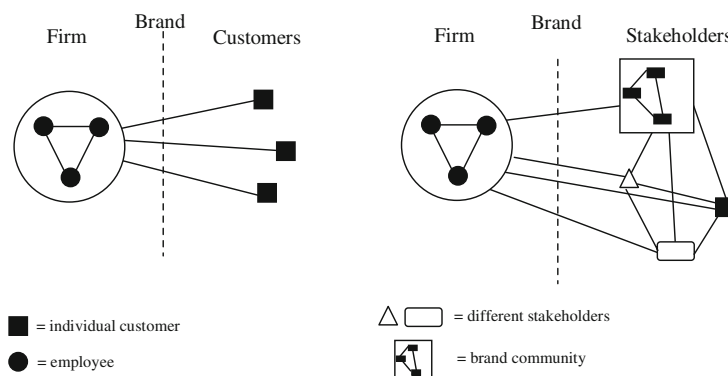 Firm
Brand
Customers
Firm
Brand
Stakeholders
= individual customer
= employee
= different stakeholders
= brand community